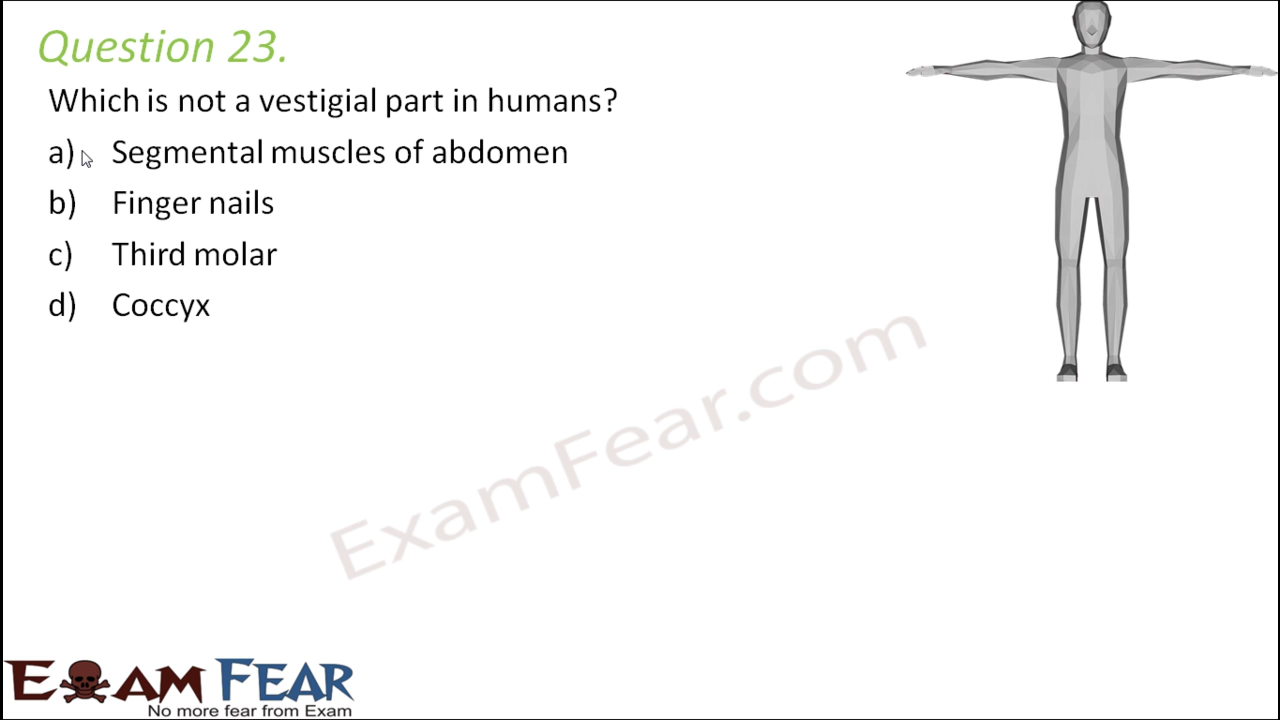 Question 23.
Which is not a vestigial part in humans?
a) Segmental muscles of abdomen
b) Finger nails
c) Third molar
d) Coccyx
ExamFear.com
EXAM FEAR
No more fear from Exam